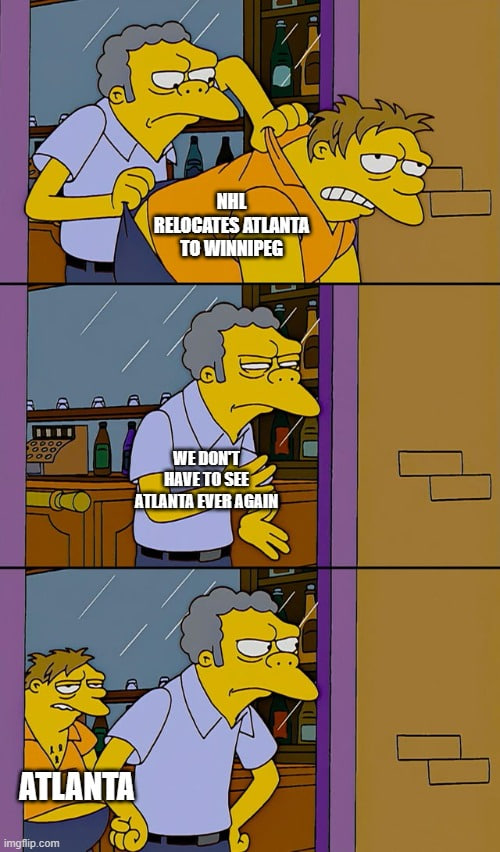 NHL
RELOCATES ATLANTA
TO WINNIPEG
WE DON'T
HAVE TO SEE
ATLANTA EVER AGAIN
ATLANTA
imgflip.com